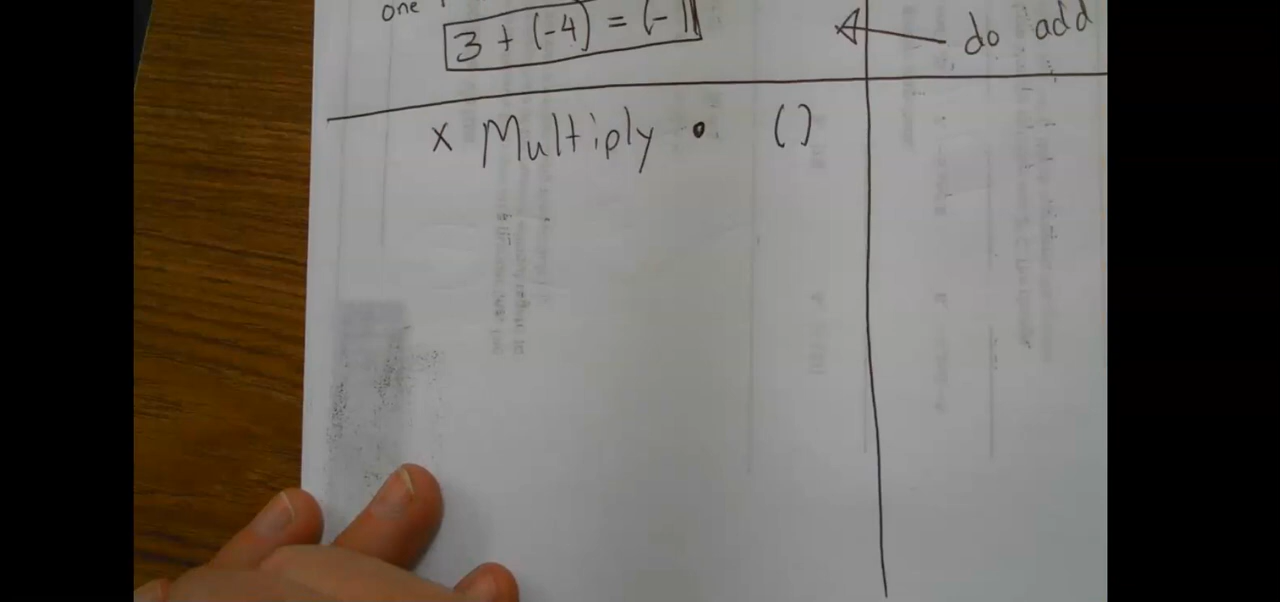 one
3 + (-4) = (-1)
do add
x Multiply • ()